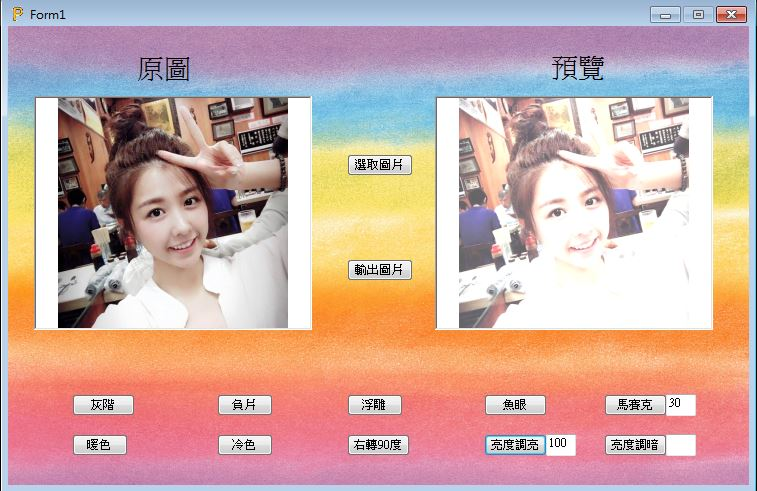 Form1
原圖
預覽
選取圖片
輸出圖片
灰階
負片
浮雕
魚眼
馬賽克
30
暖色
冷色
右轉90度
亮度調亮
100
亮度調暗